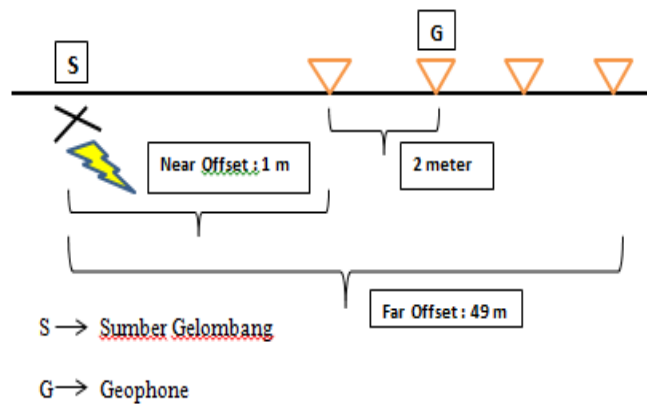 S
G
Near Offset : 1 m
2 meter
Far Offset : 49 m
S → Sumber Gelombang
G → Geophone